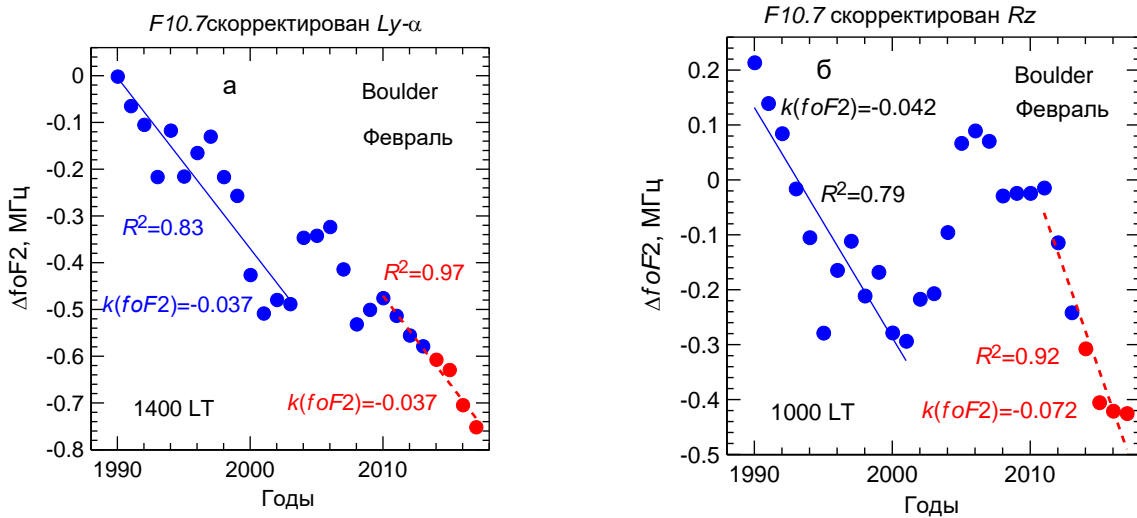 F10.7скорректирован Ly-α
а
Boulder
Февраль
R²=0.83
R²=0.97
k(foF2)=-0.037
k(foF2)=-0.037
1400 LT
0
-0.1
-0.2
-0.3
-0.4
-0.5
-0.6
-0.7
-0.8
ΔfoF2, МГц
1990 2000 2010
Годы
F10.7 скорректирован Rz
б
Boulder
k(foF2)=-0.042
Февраль
R²=0.79
R²=0.92
k(foF2)=-0.072
1000 LT
0.2
0.1
0
-0.1
-0.2
-0.3
-0.4
-0.5
ΔfoF2, МГц
1990 2000 2010
Годы